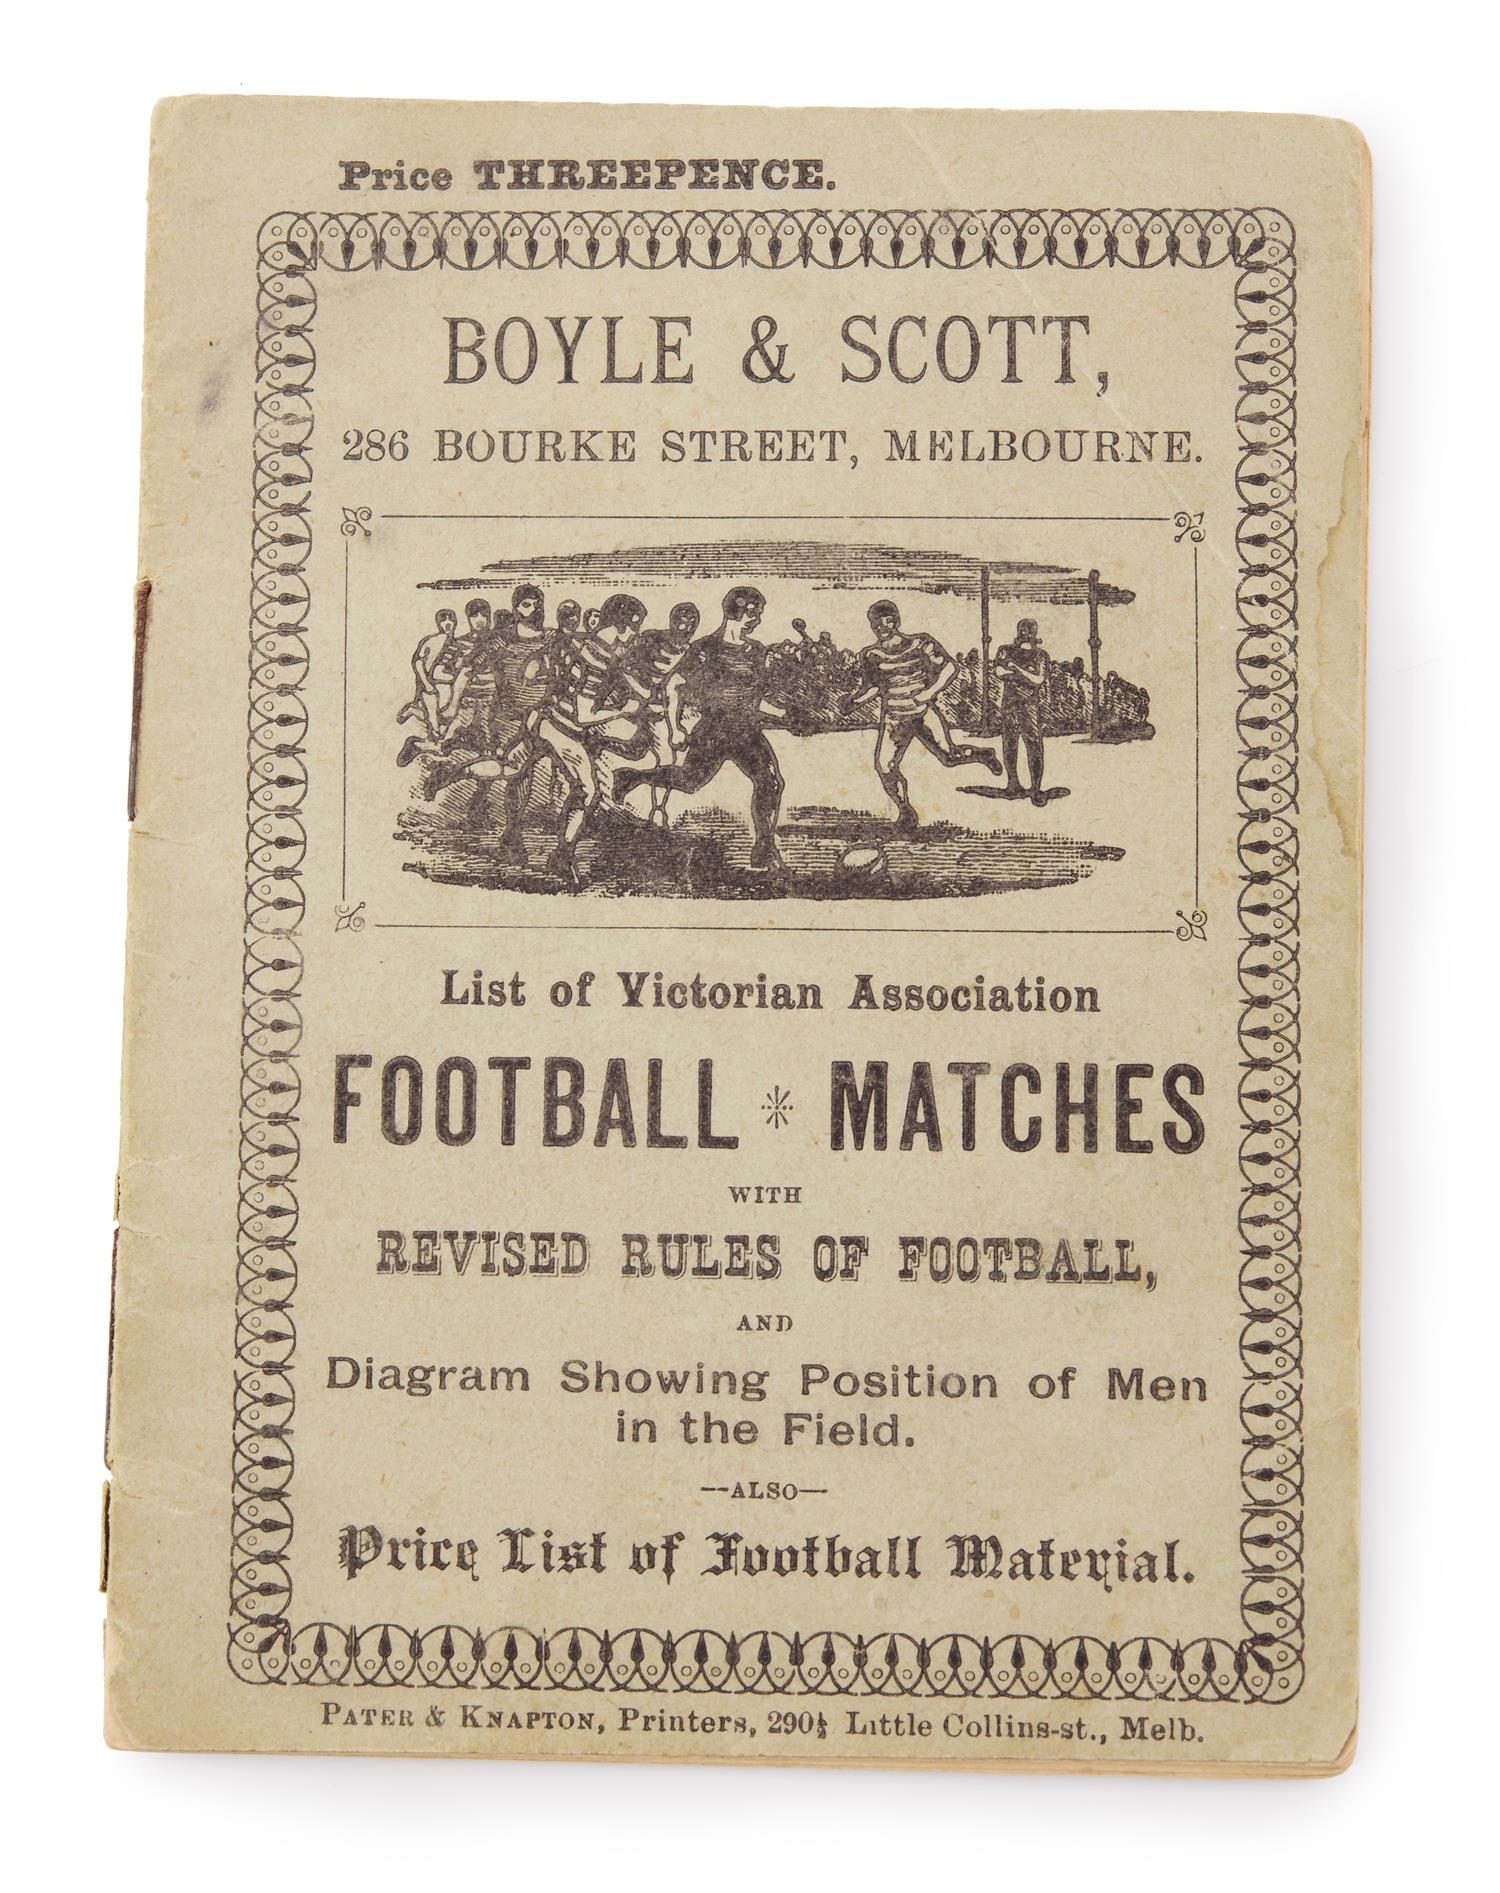 Price THREEPENCE.
BOYLE & SCOTT,
286 BOURKE STREET, MELBOURNE.
List of Victorian Association
FOOTBALL * MATCHES
WITH
REVISED RULES OF FOOTBALL,
AND
Diagram Showing Position of Men
in the Field.
—ALSO—
Price List of Football Material.
PATER & KNAPTON, Printers, 290½ Little Collins-st., Melb.